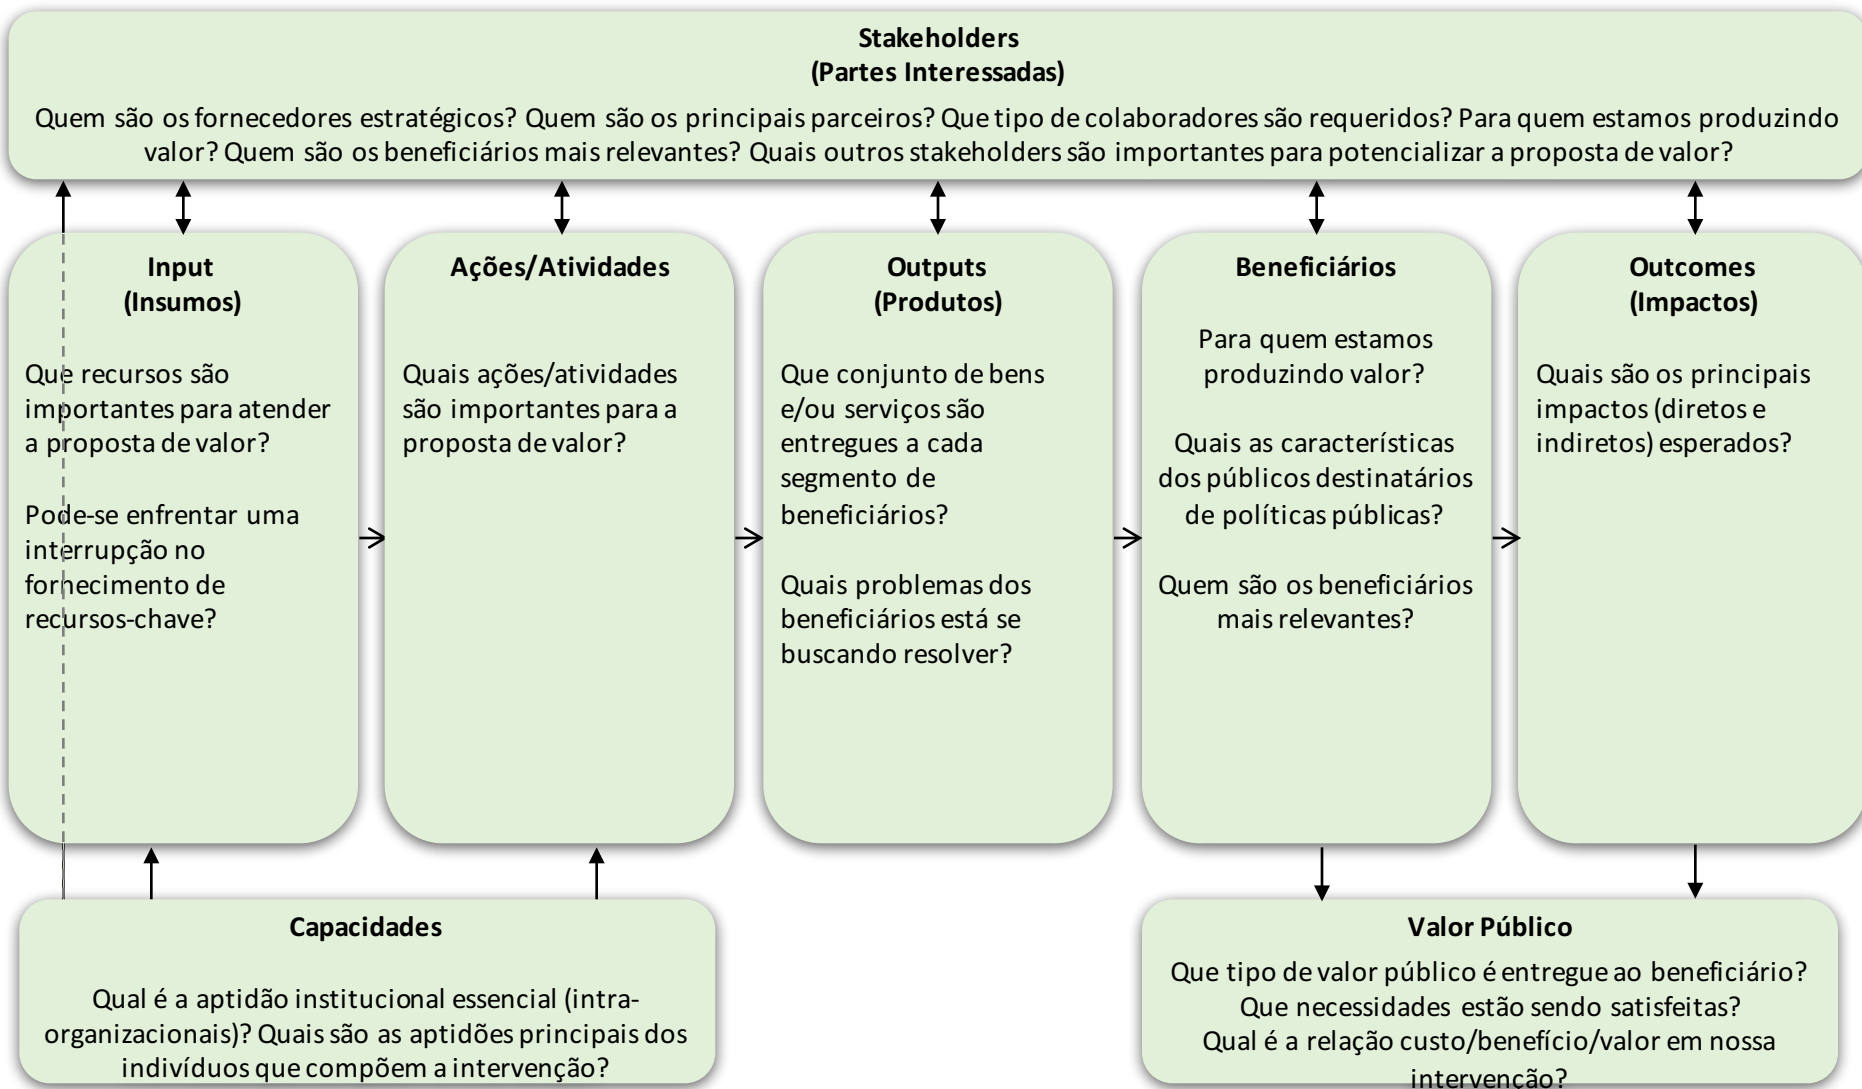 Stakeholders
(Partes Interessadas)
Quem são os fornecedores estratégicos? Quem são os principais parceiros? Que tipo de colaboradores são requeridos? Para quem estamos produzindo
valor? Quem são os beneficiários mais relevantes? Quais outros stakeholders são importantes para potencializar a proposta de valor?
Input
(Insumos)
Que recursos são
importantes para atender
a proposta de valor?
Pode-se enfrentar uma
interrupção no
fornecimento de
recursos-chave?
Ações/Atividades
Quais ações/atividades
são importantes para a
proposta de valor?
Outputs
(Produtos)
Que conjunto de bens
e/ou serviços são
entregues a cada
segmento de
beneficiários?
Quais problemas dos
beneficiários está se
buscando resolver?
Beneficiários
Para quem estamos
produzindo valor?
Quais as características
dos públicos destinatários
de políticas públicas?
Quem são os beneficiários
mais relevantes?
Outcomes
(Impactos)
Quais são os principais
impactos (diretos e
indiretos) esperados?
Capacidades
Qual é a aptidão institucional essencial (intra-
organizacionais)? Quais são as aptidões principais dos
indivíduos que compõem a intervenção?
Valor Público
Que tipo de valor público é entregue ao beneficiário?
Que necessidades estão sendo satisfeitas?
Qual é a relação custo/benefício/valor em nossa
intervenção?